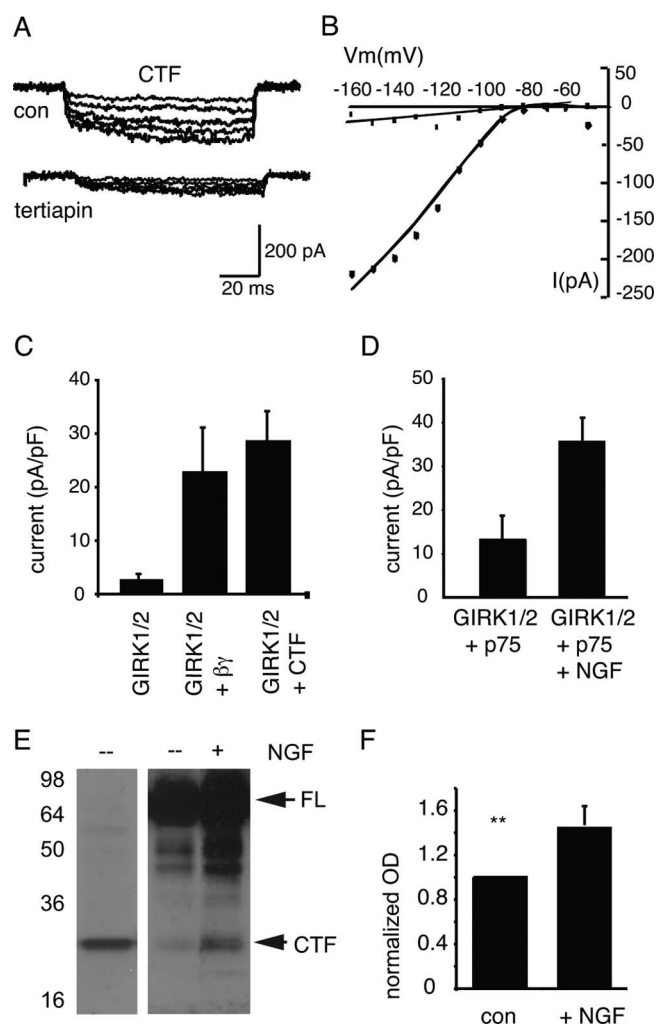 A
CTF
con
tertiapin
200 pA
20 ms
B
Vm(mV)
-160 -140 -120 -100 -80 -60
50
0
-50
-100
-150
-200
-250
I(pA)
C
current (pA/pF)
40
30
20
10
0
GIRK1/2
GIRK1/2 + βγ
GIRK1/2 + CTF
D
current (pA/pF)
50
40
30
20
10
0
GIRK1/2 + p75
GIRK1/2 + p75 + NGF
E
-- -- + NGF
98
64
50
36
16
FL
CTF
F
normalized OD
1.6
1.2
0.8
0.4
0
**
con + NGF